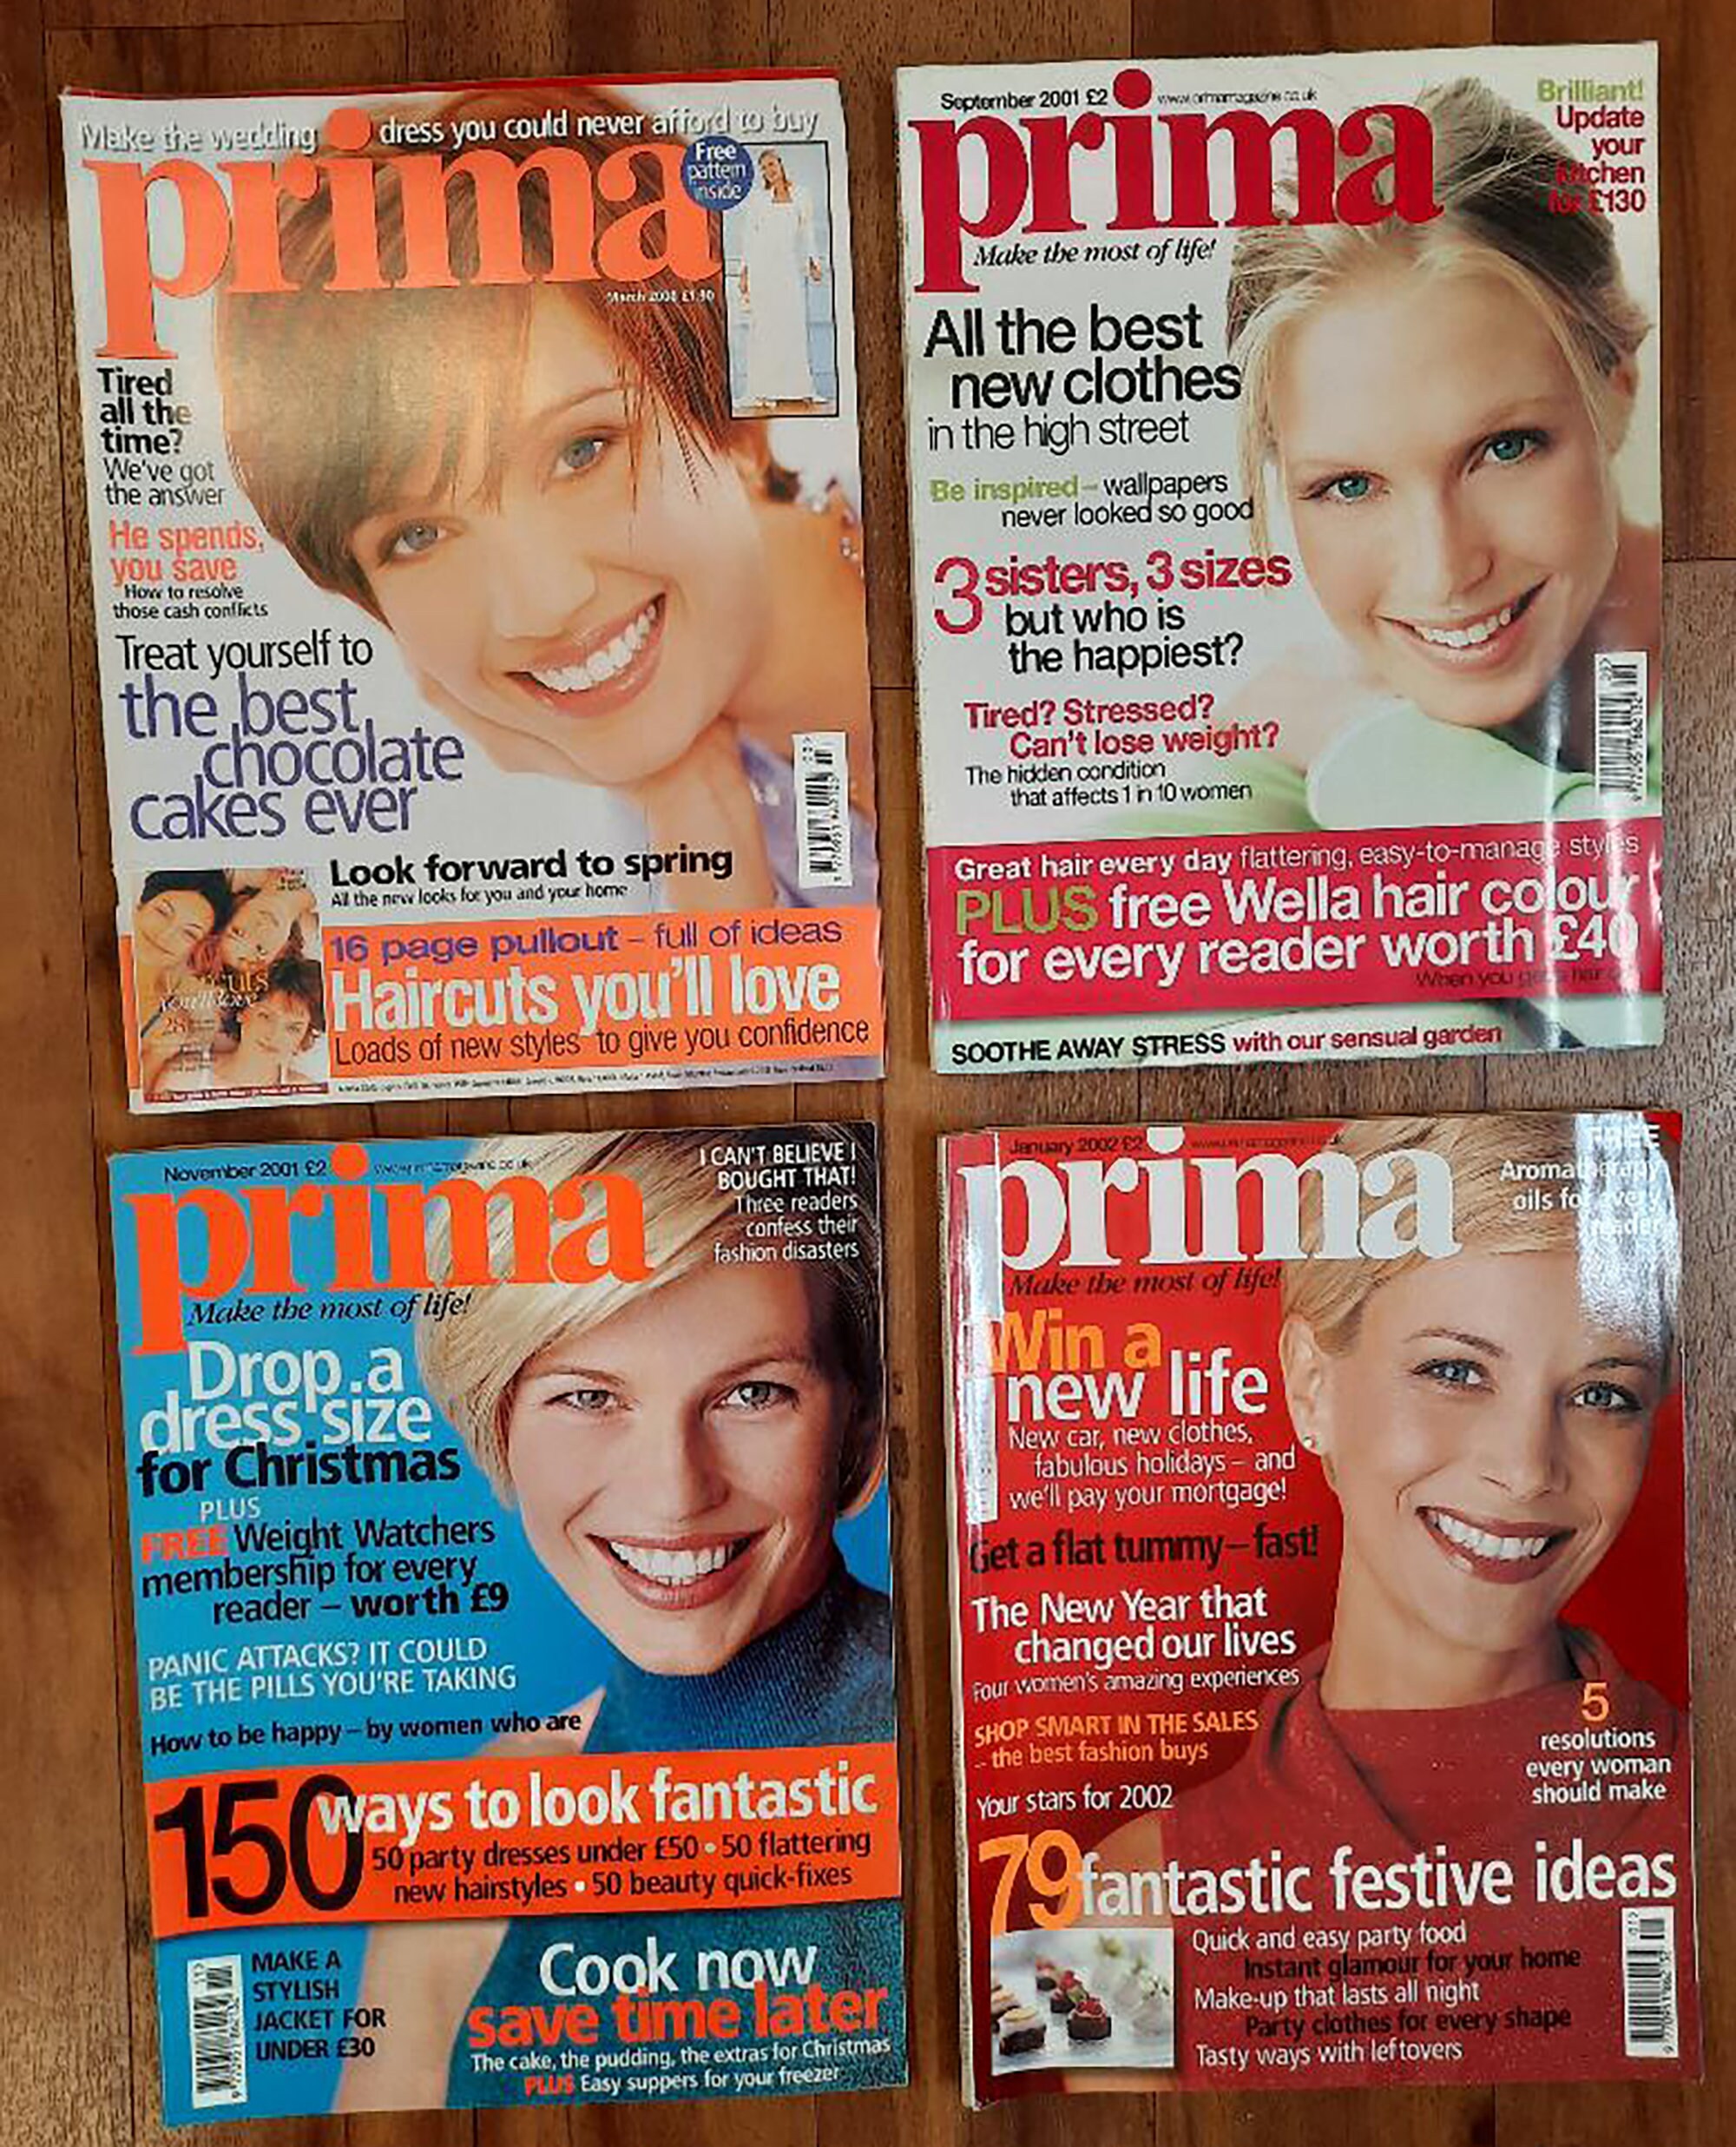 Make the wedding dress you could never afford to buy
prima
Free
pattern
inside
March 2000 £1.90
Tired
all the
time?
We've got
the answer
He spends,
you save
How to resolve
those cash conflicts
Treat yourself to
the best
chocolate
cakes ever
Look forward to spring
All the new looks for you and your home
16 page pullout – full of ideas
Haircuts you'll love
Loads of new styles to give you confidence
September 2001 £2
www.primamagazine.co.uk
prima
Make the most of life!
Brilliant!
Update
your
kitchen
for £130
All the best
new clothes
in the high street
Be inspired – wallpapers
never looked so good
3 sisters, 3 sizes
but who is
the happiest?
Tired? Stressed?
Can't lose weight?
The hidden condition
that affects 1 in 10 women
Great hair every day flattering, easy-to-manage styles
PLUS free Wella hair colour
for every reader worth £40
SOOTHE AWAY STRESS with our sensual garden
November 2001 £2
prima
Make the most of life!
I CAN'T BELIEVE I
BOUGHT THAT!
Three readers
confess their
fashion disasters
Drop a
dress size
for Christmas
PLUS
FREE Weight Watchers
membership for every
reader – worth £9
PANIC ATTACKS? IT COULD
BE THE PILLS YOU'RE TAKING
How to be happy – by women who are
150 ways to look fantastic
50 party dresses under £50 • 50 flattering
new hairstyles • 50 beauty quick-fixes
MAKE A
STYLISH
JACKET FOR
UNDER £30
Cook now
save time later
The cake, the pudding, the extras for Christmas
PLUS Easy suppers for your freezer
January 2002 £2
prima
Make the most of life!
FREE
Aromatherapy
oils for every
reader
Win a
new life
New car, new clothes,
fabulous holidays – and
we'll pay your mortgage!
Get a flat tummy – fast!
The New Year that
changed our lives
Four women's amazing experiences
SHOP SMART IN THE SALES
– the best fashion buys
Your stars for 2002
5
resolutions
every woman
should make
79 fantastic festive ideas
Quick and easy party food
Instant glamour for your home
Make-up that lasts all night
Party clothes for every shape
Tasty ways with leftovers